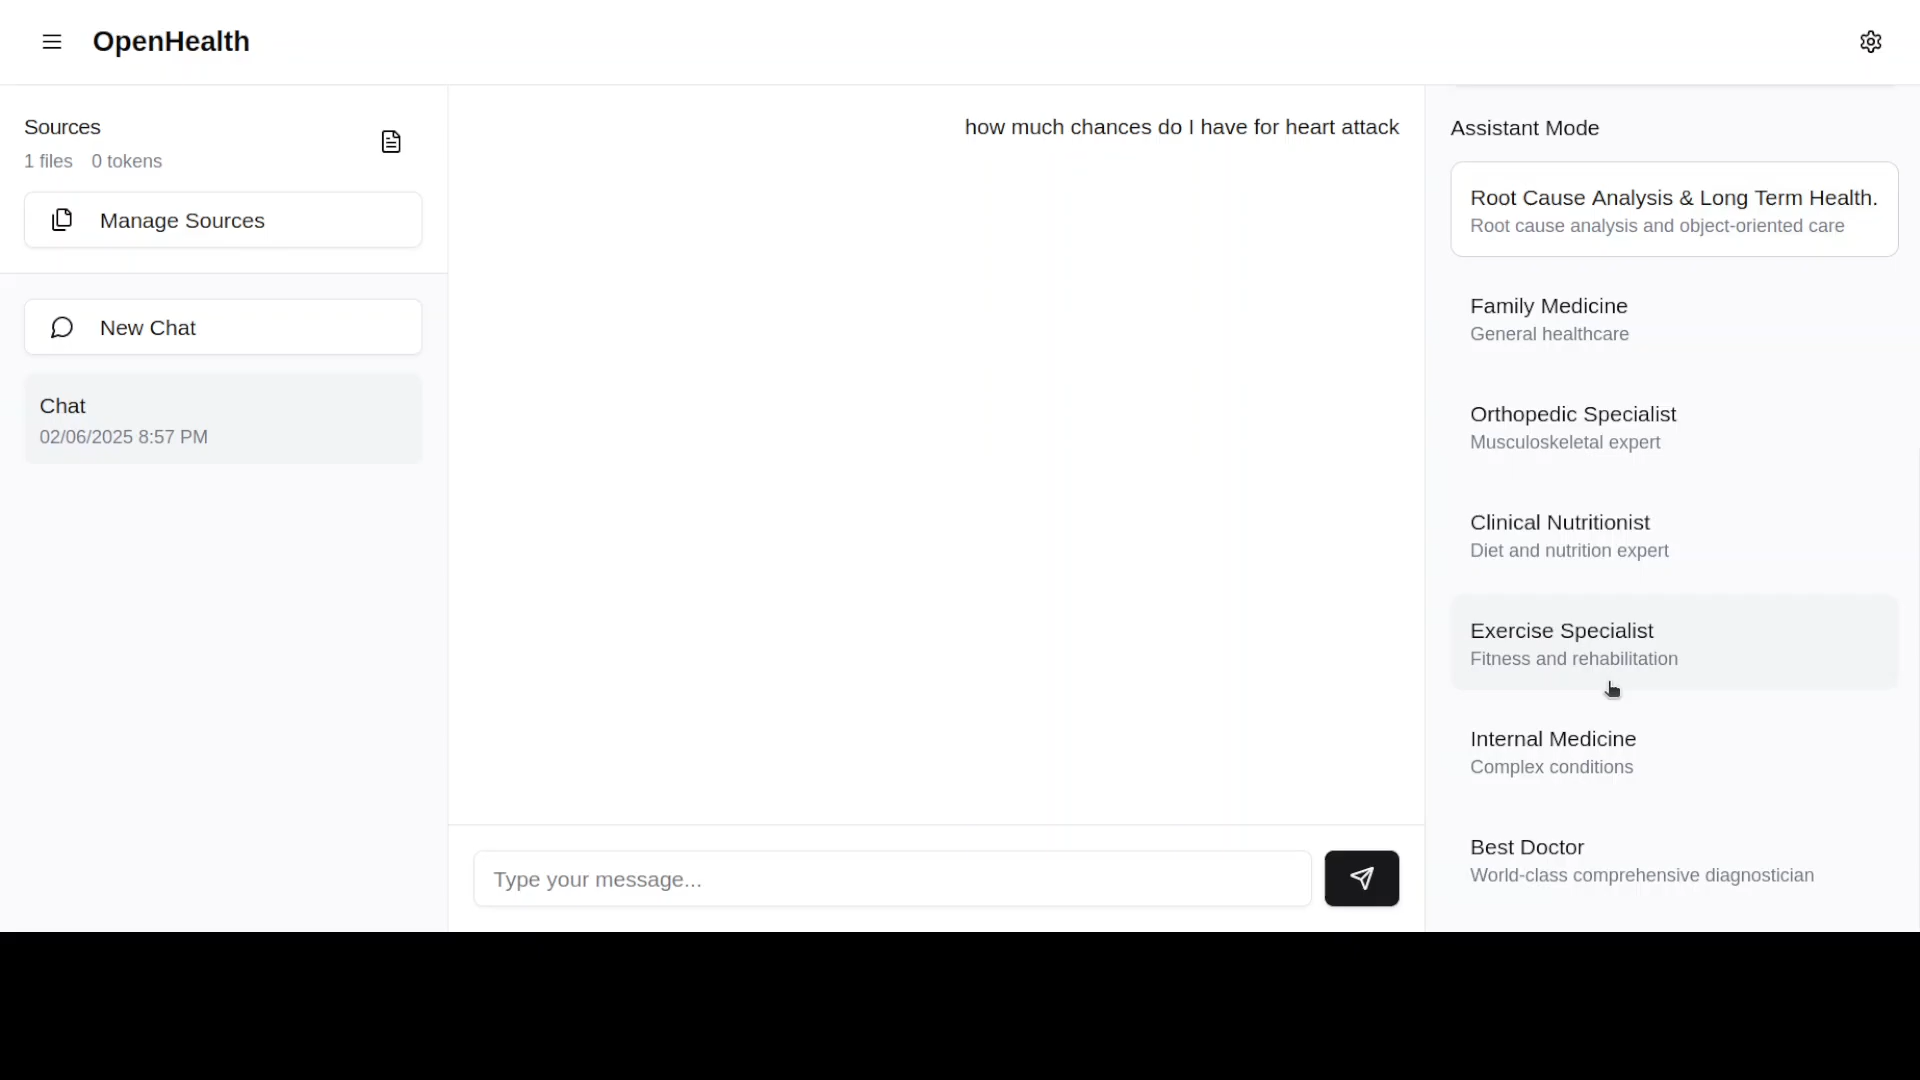 OpenHealth
Sources
1 files 0 tokens
Manage Sources
New Chat
Chat
02/06/2025 8:57 PM
how much chances do I have for heart attack
Type your message...
Assistant Mode
Root Cause Analysis & Long Term Health.
Root cause analysis and object-oriented care
Family Medicine
General healthcare
Orthopedic Specialist
Musculoskeletal expert
Clinical Nutritionist
Diet and nutrition expert
Exercise Specialist
Fitness and rehabilitation
Internal Medicine
Complex conditions
Best Doctor
World-class comprehensive diagnostician